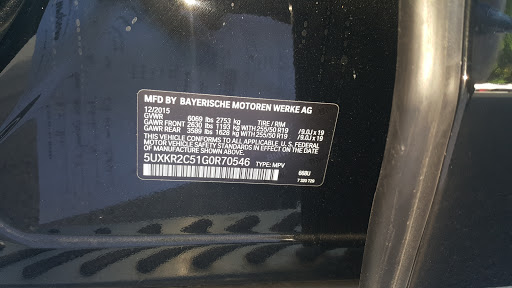 MFD BY BAYERISCHE MOTOREN WERKE AG
12/2015
GVWR 6069 lbs 2753 kg TIRE / RIM
GAWR FRONT 2630 lbs 1193 kg WITH 255/50 R19 / 9.0J x 19
GAWR REAR 3589 lbs 1628 kg WITH 255/50 R19 / 9.0J x 19
THIS VEHICLE CONFORMS TO ALL APPLICABLE U. S. FEDERAL
MOTOR VEHICLE SAFETY STANDARDS IN EFFECT ON THE DATE OF
MANUFACTURE SHOWN ABOVE.
5UXKR2C51G0R70546 TYPE: MPV